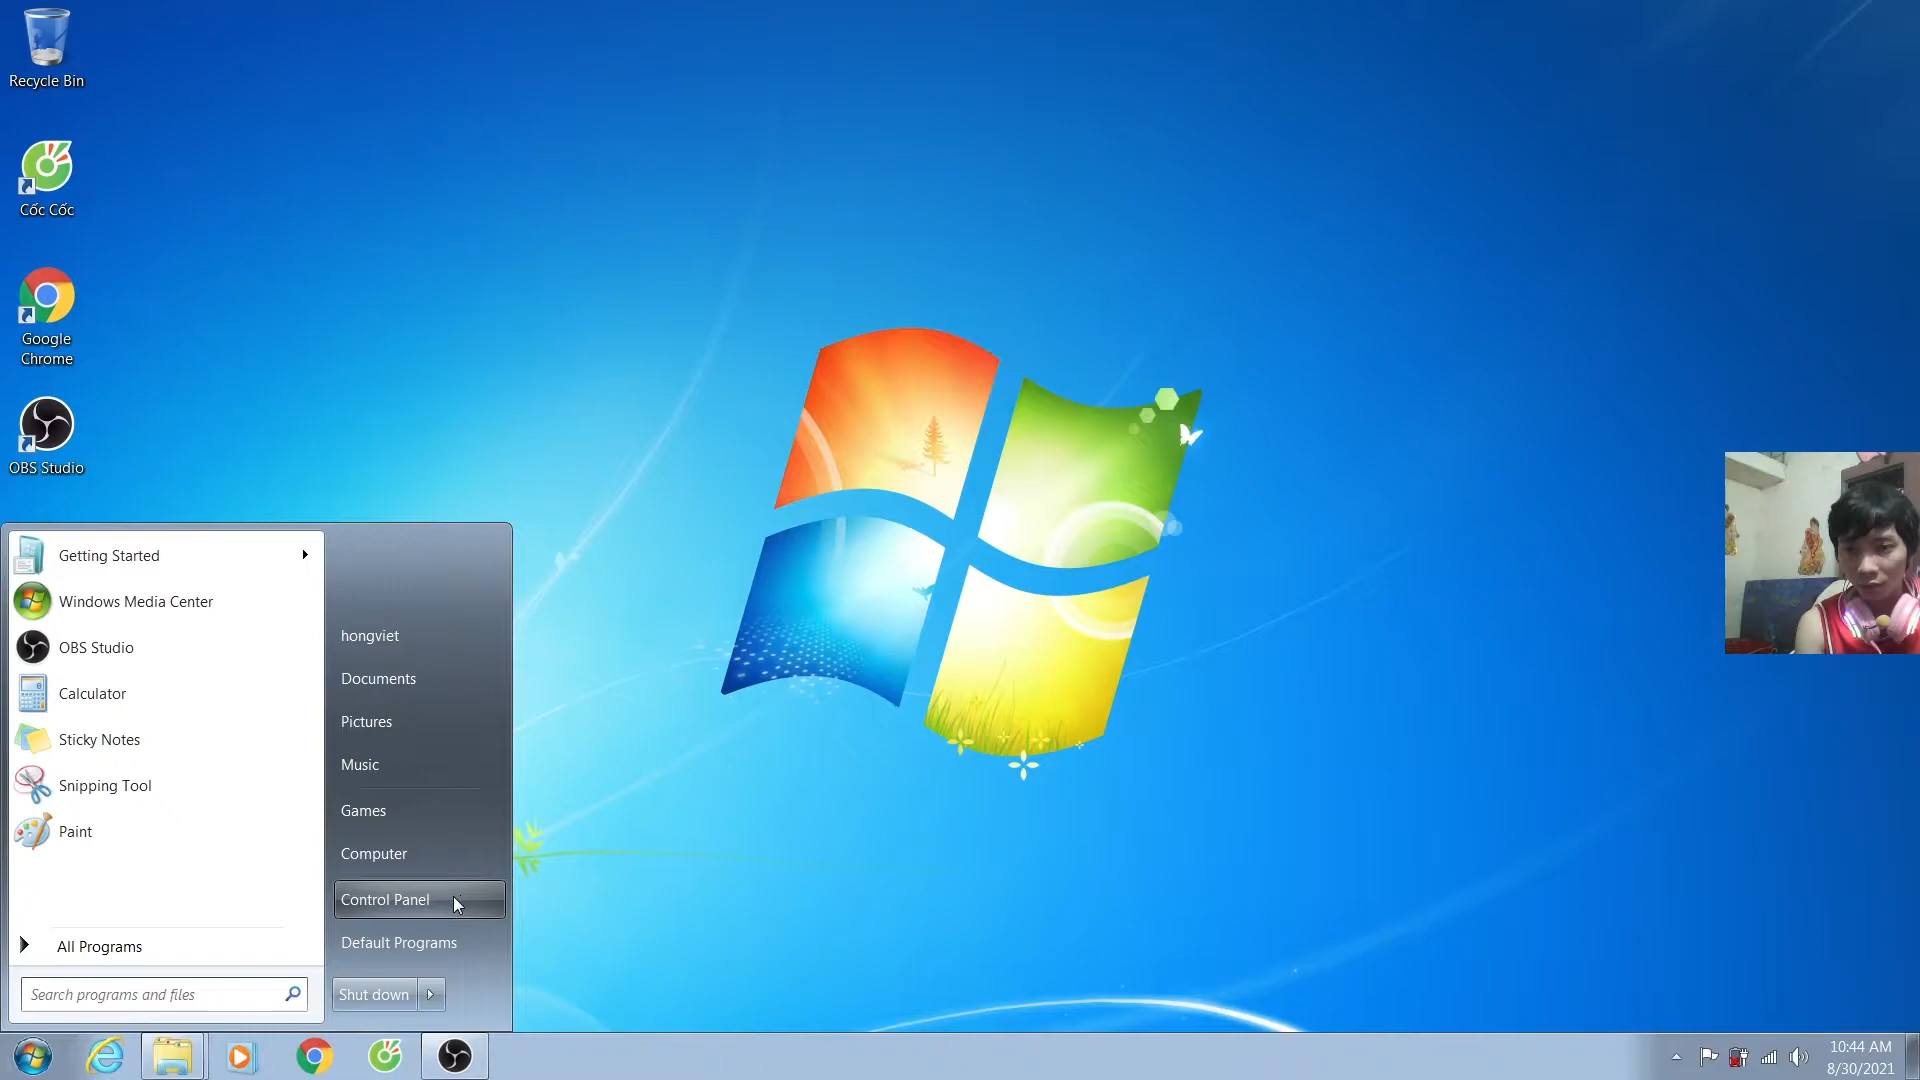 Recycle Bin
Cốc Cốc
Google
Chrome
OBS Studio
Getting Started
Windows Media Center
OBS Studio
Calculator
Sticky Notes
Snipping Tool
Paint
All Programs
Search programs and files
hongviet
Documents
Pictures
Music
Games
Computer
Control Panel
Default Programs
Shut down
10:44 AM
8/30/2021